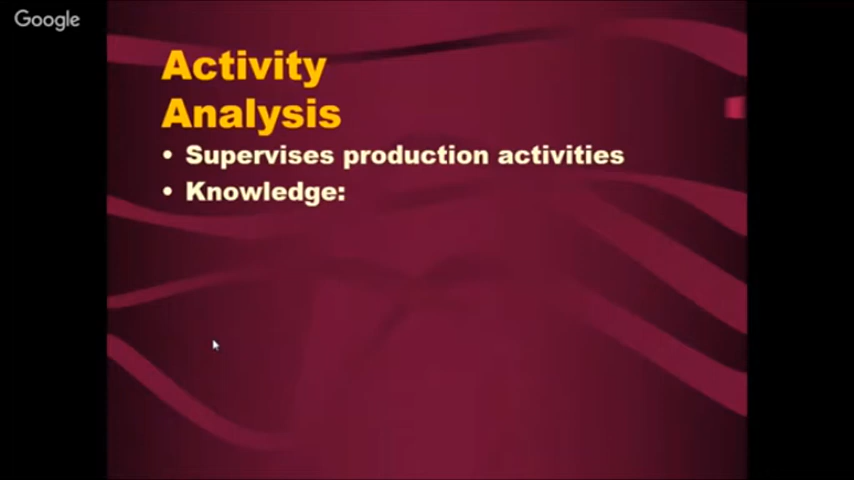 Google
Activity
Analysis
• Supervises production activities
• Knowledge: